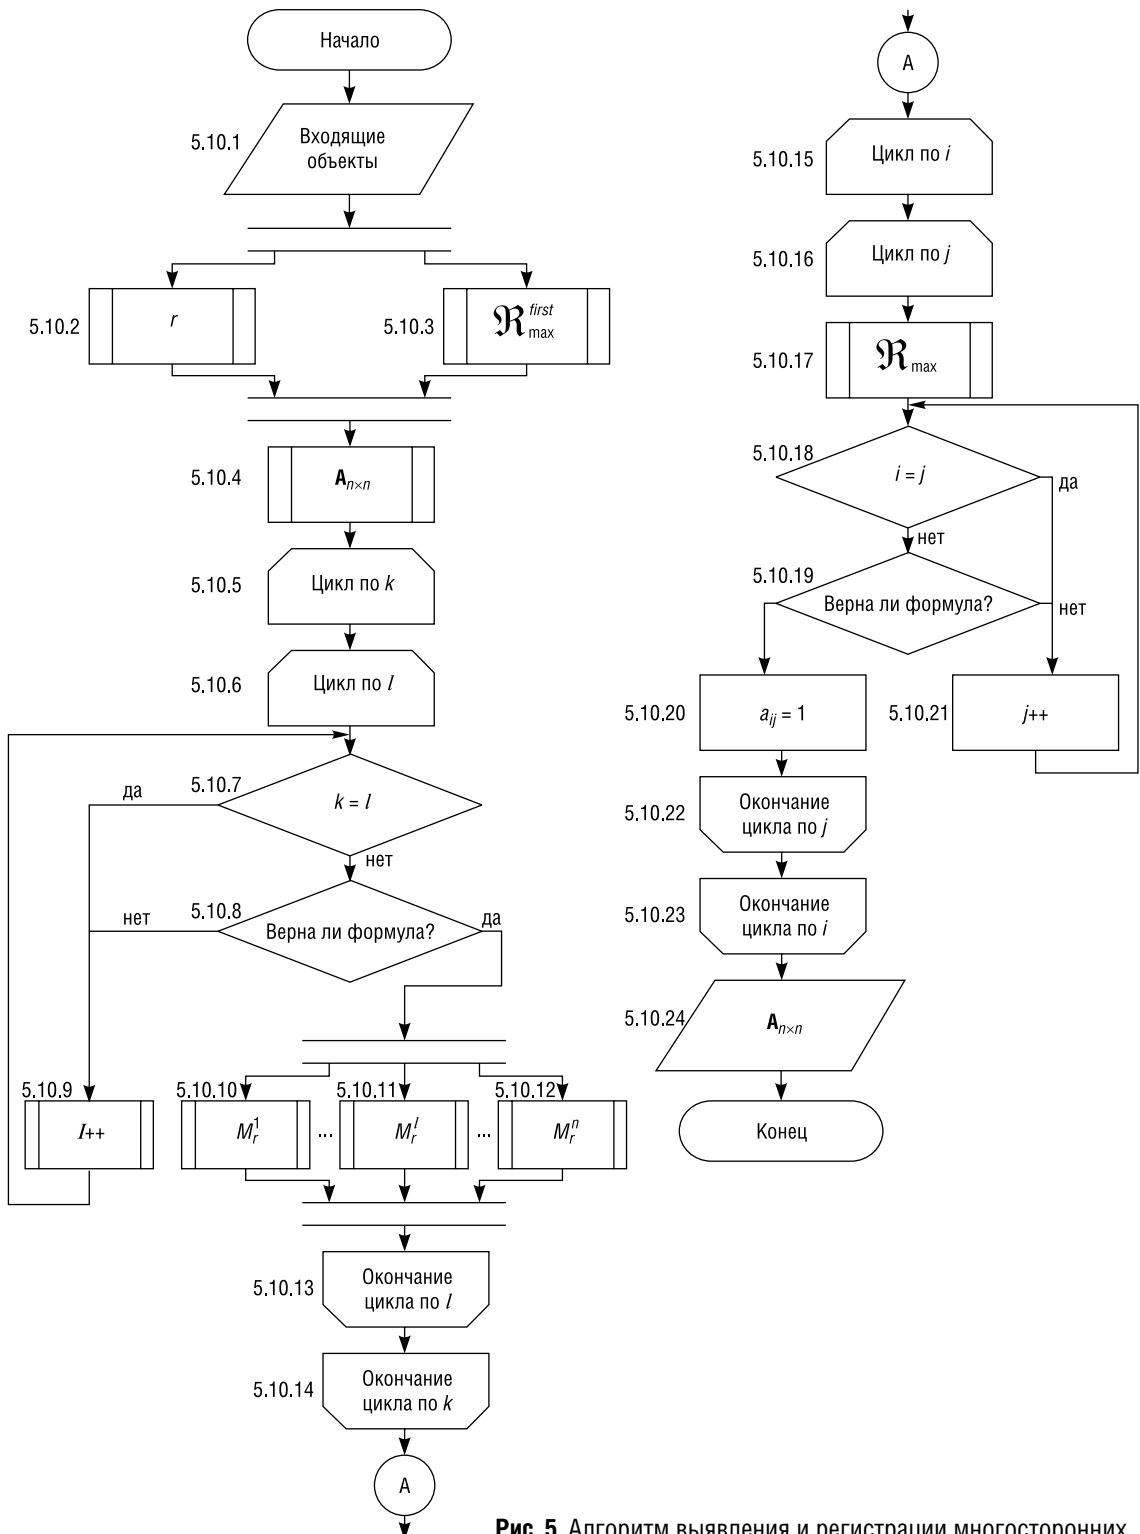 Начало
5.10.1
Входящие
объекты
5.10.2
r
5.10.3
ℜ first max
5.10.4
A n×n
5.10.5
Цикл по k
5.10.6
Цикл по l
5.10.7
да
k = l
нет
5.10.8
нет
Верна ли формула?
да
5.10.9
I++
5.10.10
M 1 r
...
5.10.11
M l r
...
5.10.12
M n r
5.10.13
Окончание
цикла по l
5.10.14
Окончание
цикла по k
А
А
5.10.15
Цикл по i
5.10.16
Цикл по j
5.10.17
ℜ max
5.10.18
i = j
да
нет
5.10.19
Верна ли формула?
нет
5.10.20
a ij = 1
5.10.21
j++
5.10.22
Окончание
цикла по j
5.10.23
Окончание
цикла по i
5.10.24
A n×n
Конец
Рис. 5. Алгоритм выявления и регистрации многосторонних